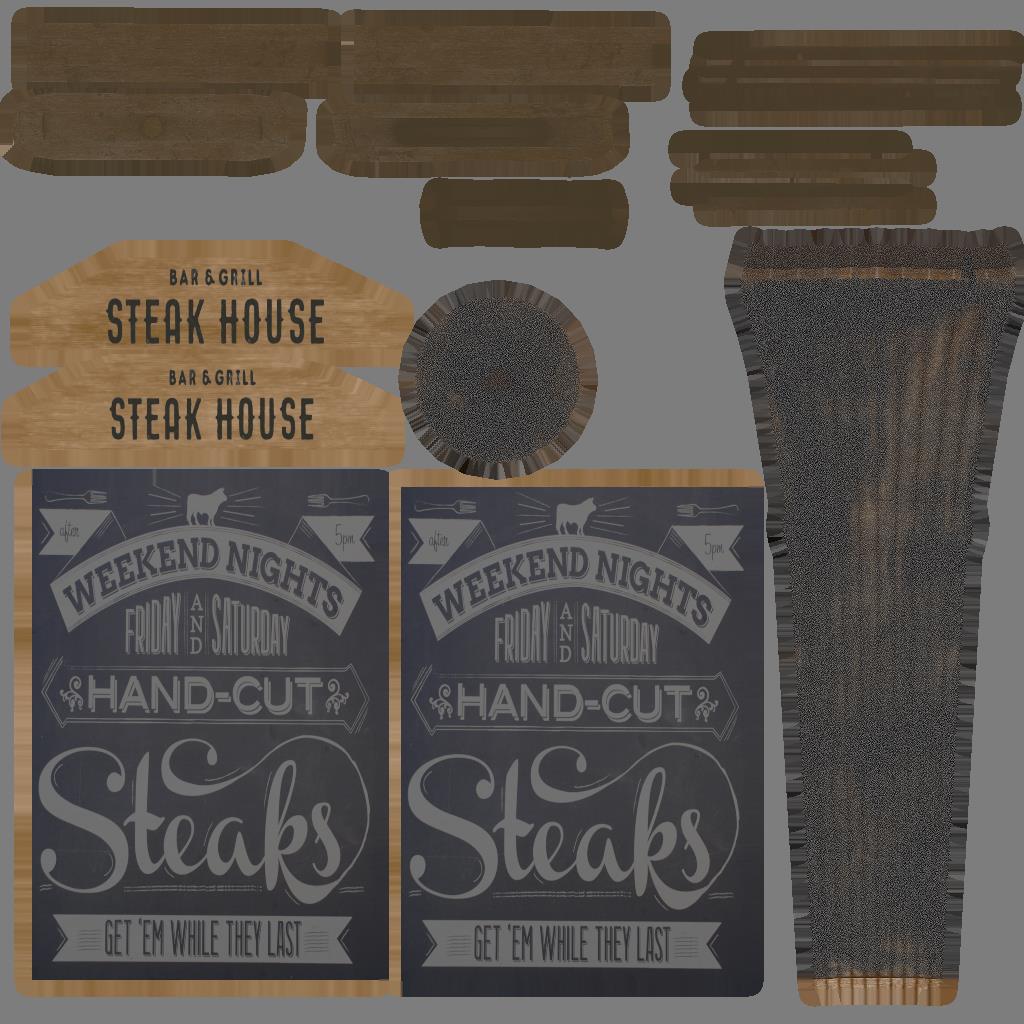 BAR & GRILL
STEAK HOUSE
BAR & GRILL
STEAK HOUSE
after
5pm
WEEKEND NIGHTS
FRIDAY AND SATURDAY
HAND-CUT
Steaks
GET 'EM WHILE THEY LAST
after
5pm
WEEKEND NIGHTS
FRIDAY AND SATURDAY
HAND-CUT
Steaks
GET 'EM WHILE THEY LAST